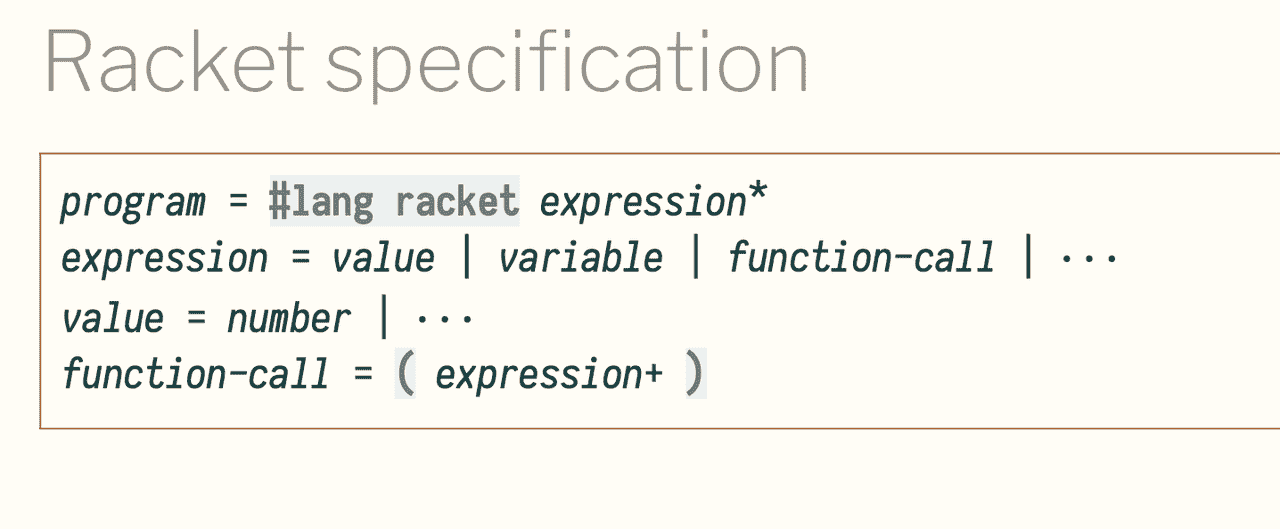 Racket specification
program = #lang racket expression*
expression = value | variable | function-call | ···
value = number | ···
function-call = ( expression+ )